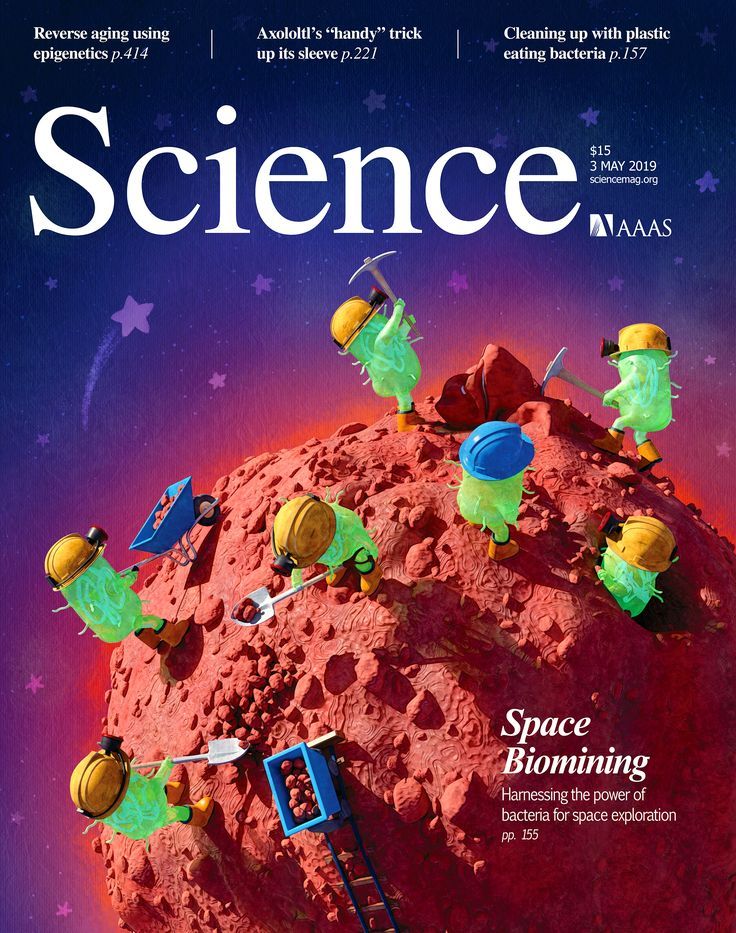 Reverse aging using
epigenetics p.414
Axololtl’s “handy” trick
up its sleeve p.221
Cleaning up with plastic
eating bacteria p.157
Science
$15
3 MAY 2019
sciencemag.org
AAAS
Space
Biomining
Harnessing the power of
bacteria for space exploration
pp. 155